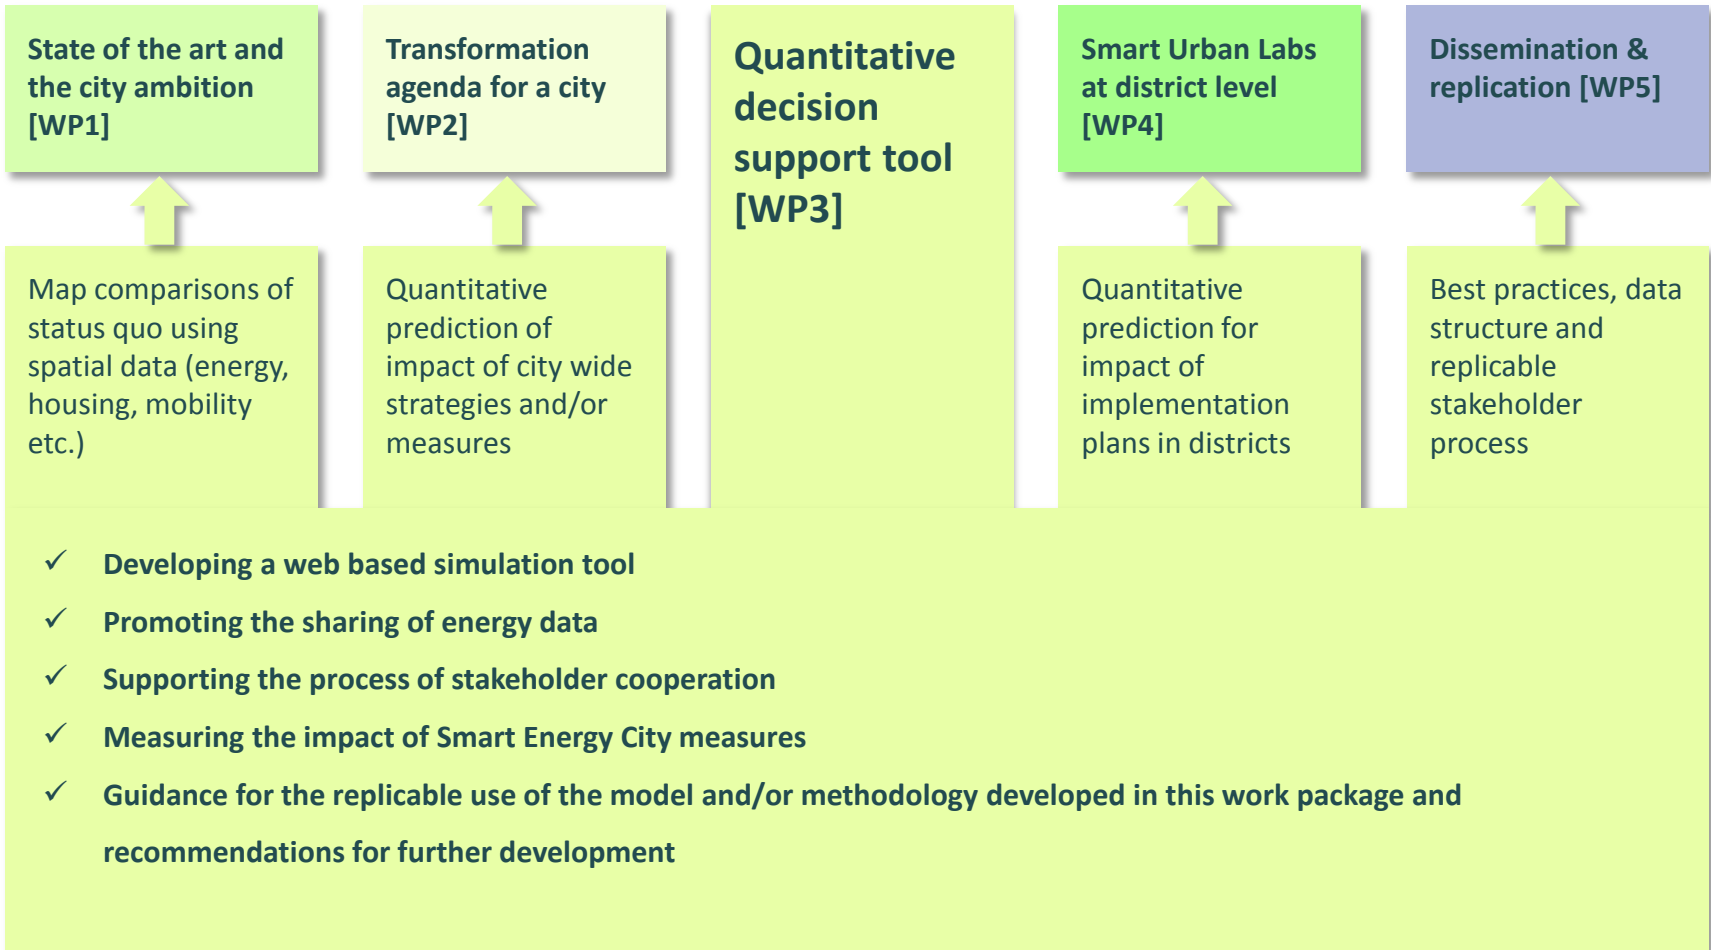 State of the art and
the city ambition
[WP1]
Transformation
agenda for a city
[WP2]
Quantitative
decision
support tool
[WP3]
Smart Urban Labs
at district level
[WP4]
Dissemination &
replication [WP5]
Map comparisons of
status quo using
spatial data (energy,
housing, mobility
etc.)
Quantitative
prediction of
impact of city wide
strategies and/or
measures
Quantitative
prediction for
impact of
implementation
plans in districts
Best practices, data
structure and
replicable
stakeholder
process
✓ Developing a web based simulation tool
✓ Promoting the sharing of energy data
✓ Supporting the process of stakeholder cooperation
✓ Measuring the impact of Smart Energy City measures
✓ Guidance for the replicable use of the model and/or methodology developed in this work package and
recommendations for further development